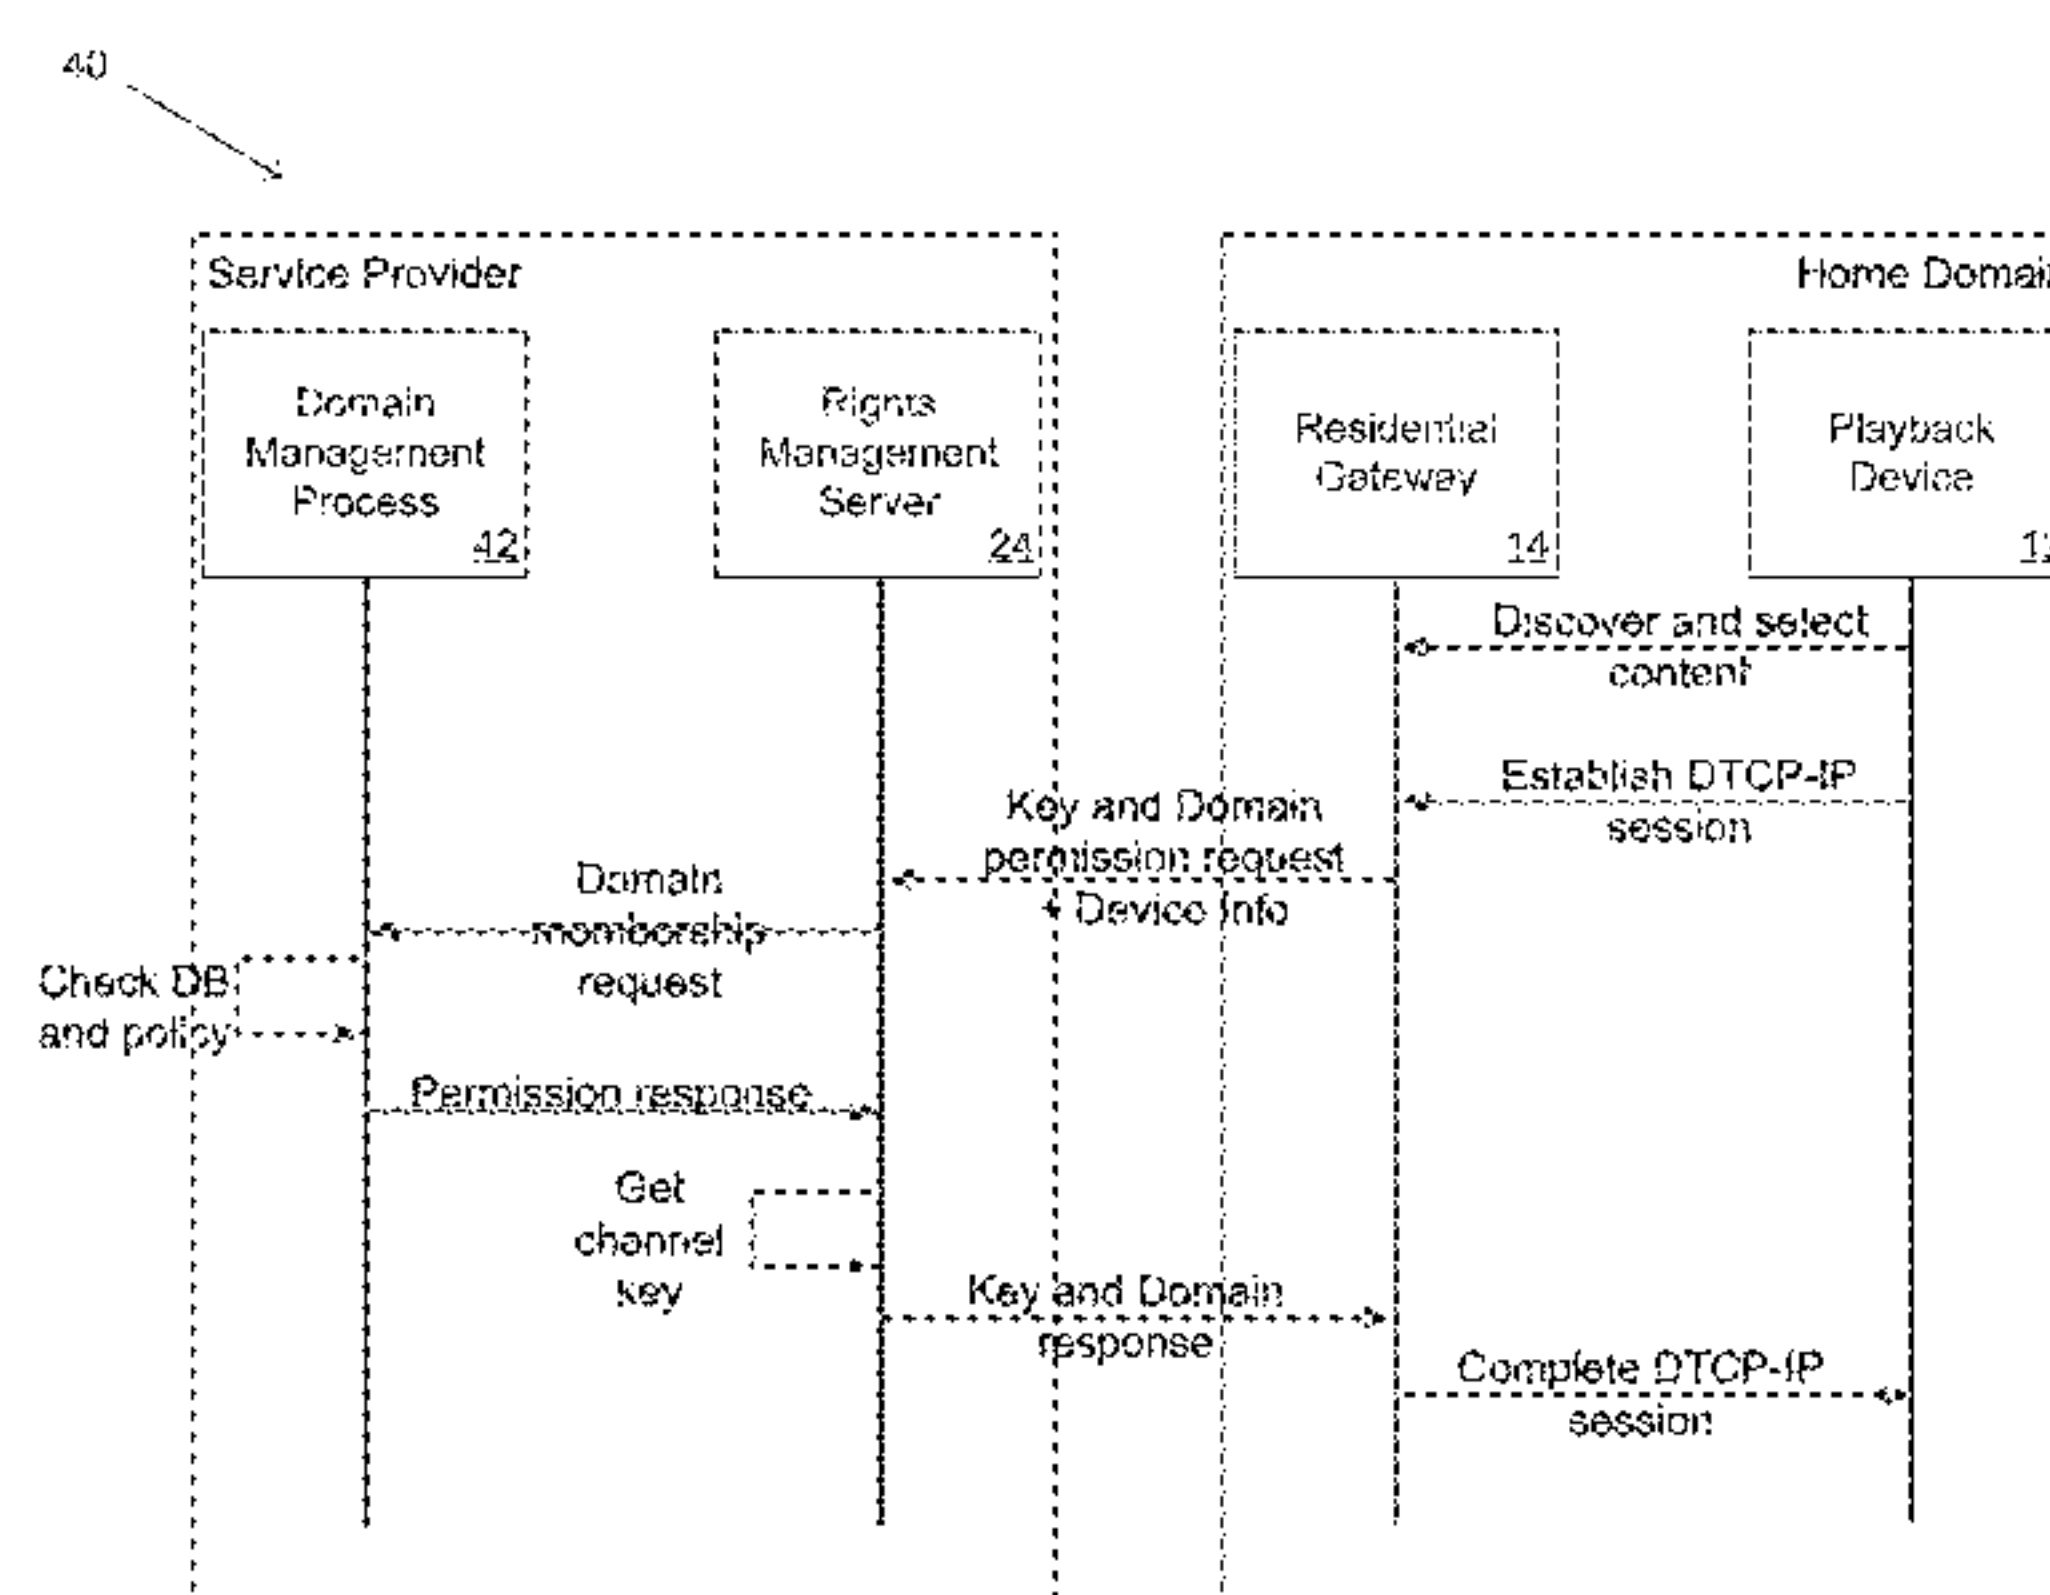 40
Service Provider
Home Domain
Domain
Management
Process
42
Rights
Management
Server
24
Residential
Gateway
14
Playback
Device
Discover and select
content
Establish DTCP-IP
session
Key and Domain
permission request
+ Device Info
Domain
membership
request
Check DB
and policy
Permission response
Get
channel
key
Key and Domain
response
Complete DTCP-IP
session